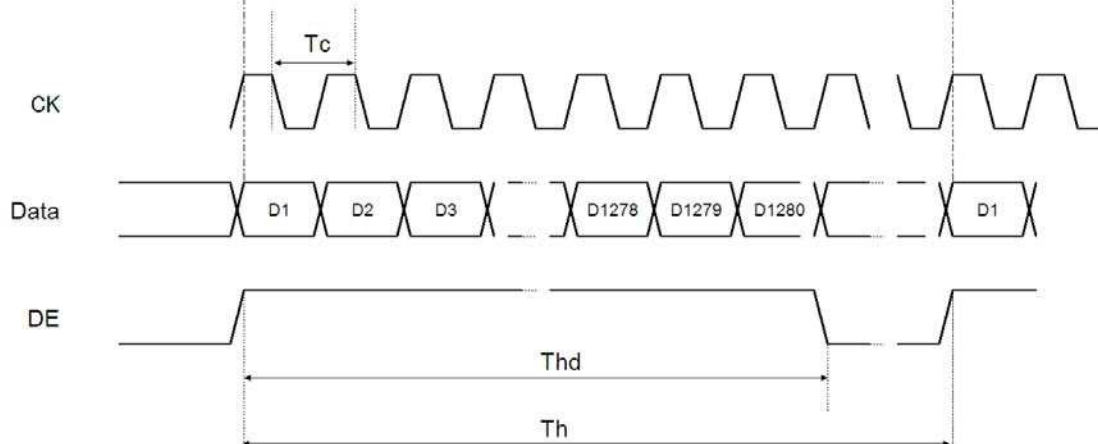 Tc
CK
Data D1 D2 D3 D1278 D1279 D1280 D1
DE
Thd
Th